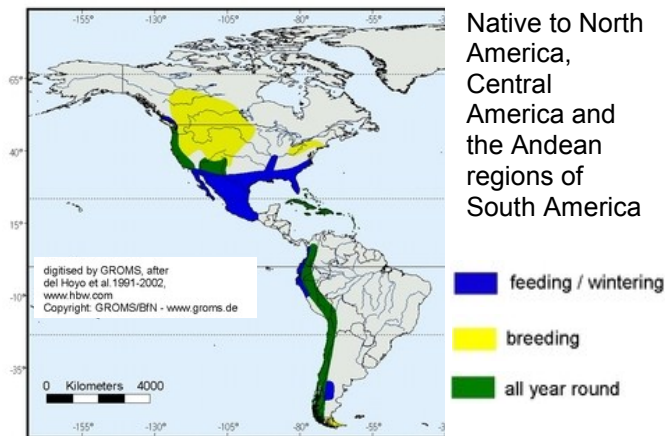 Native to North
America,
Central
America and
the Andean
regions of
South America
-155° -130° -105° -80° -55° -3
65°
40°
15°
-10°
-35°
digitised by GROMS, after
del Hoyo et al.1991-2002,
www.hbw.com
Copyright: GROMS/BfN - www.groms.de
0 Kilometers 4000
feeding / wintering
breeding
all year round
-155° -130° -105° -80° -55° -3